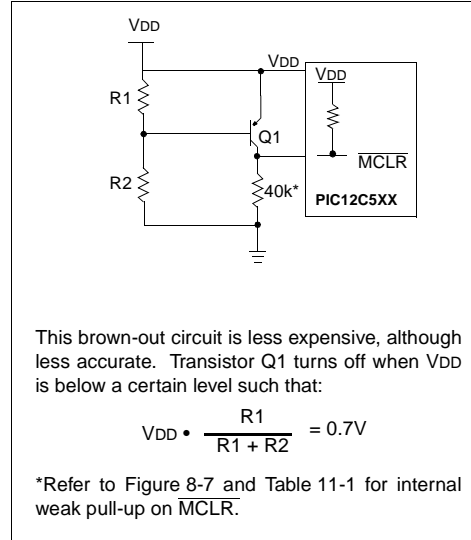 VDD
VDD
VDD
R1
Q1
MCLR
R2
40k*
PIC12C5XX
This brown-out circuit is less expensive, although
less accurate. Transistor Q1 turns off when VDD
is below a certain level such that:
VDD • R1 / R1 + R2 = 0.7V
*Refer to Figure 8-7 and Table 11-1 for internal
weak pull-up on MCLR.